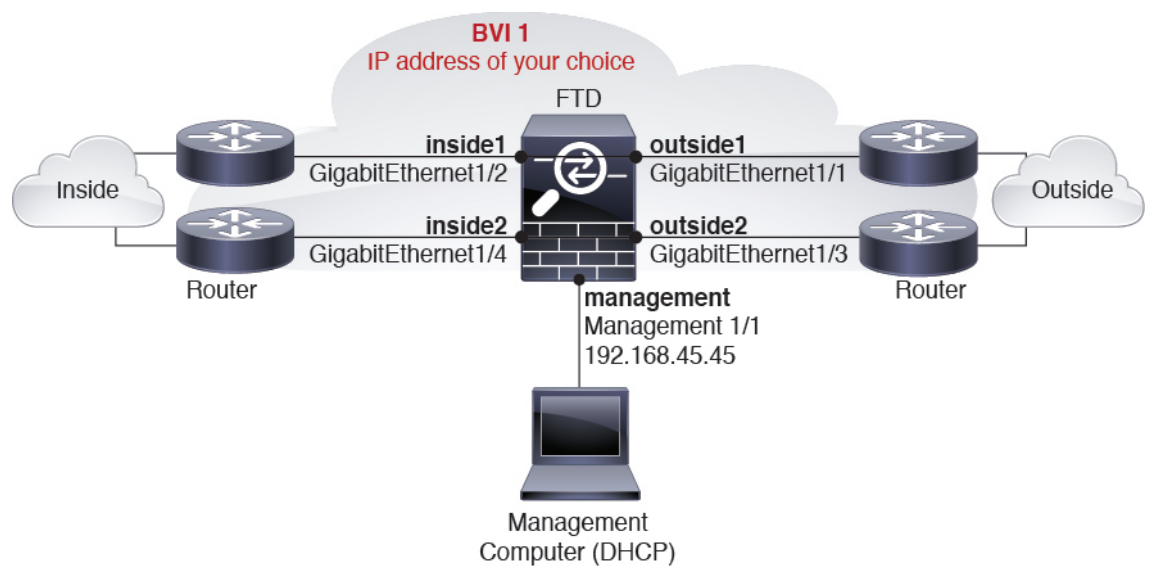 BVI 1
IP address of your choice
FTD
inside1
GigabitEthernet1/2
outside1
GigabitEthernet1/1
Inside
Outside
inside2
GigabitEthernet1/4
outside2
GigabitEthernet1/3
Router
Router
management
Management 1/1
192.168.45.45
Management
Computer (DHCP)